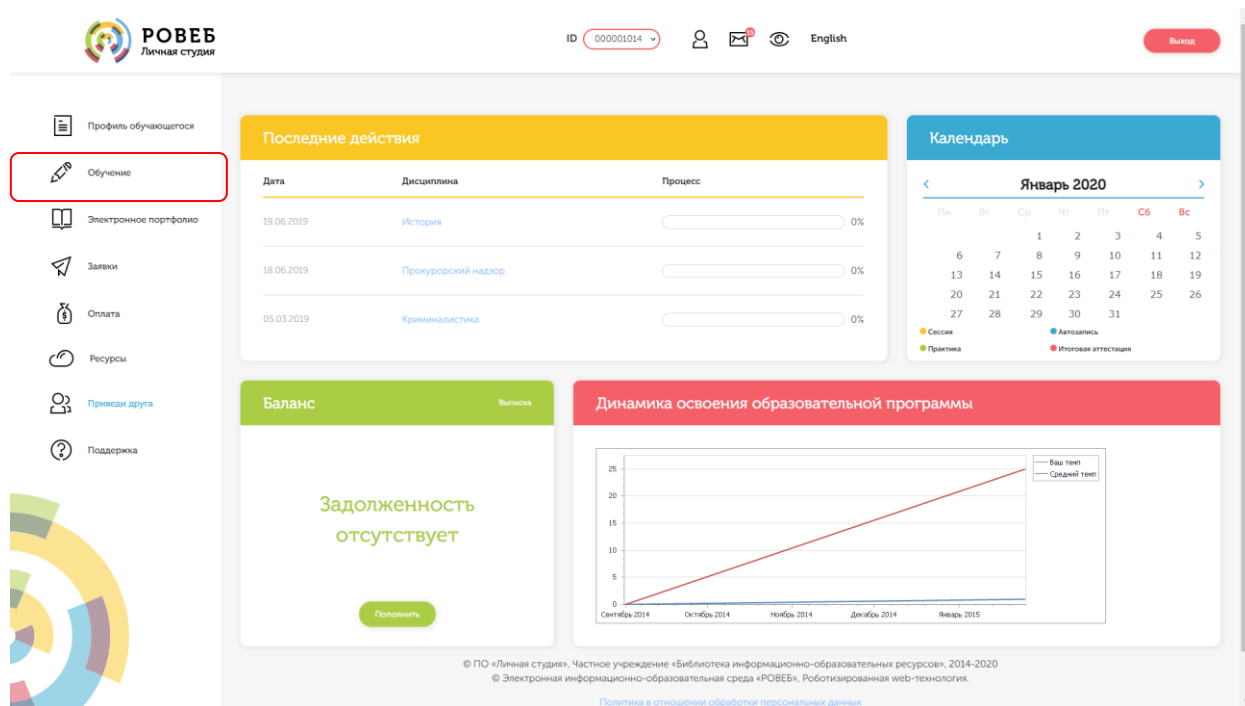 РОВЕБ
Личная студия
ID 000001014
English
Выход
Профиль обучающегося
Обучение
Электронное портфолио
Заявки
Оплата
Ресурсы
Приведи друга
Поддержка
Последние действия
Дата Дисциплина Процесс
19.06.2019 История 0%
18.06.2019 Прокурорский надзор 0%
05.03.2019 Криминалистика 0%
Календарь
Январь 2020
Пн Вт Ср Чт Пт Сб Вс
1 2 3 4 5
6 7 8 9 10 11 12
13 14 15 16 17 18 19
20 21 22 23 24 25 26
27 28 29 30 31
Сессия Автозапись
Практика Итоговая аттестация
Баланс Выписка
Задолженность
отсутствует
Пополнить
Динамика освоения образовательной программы
25
20
15
10
5
0
Сентябрь 2014 Октябрь 2014 Ноябрь 2014 Декабрь 2014 Январь 2015
Ваш темп
Средний темп
© ПО «Личная студия», Частное учреждение «Библиотека информационно-образовательных ресурсов», 2014-2020
© Электронная информационно-образовательная среда «РОВЕБ», Роботизированная web-технология.
Политика в отношении обработки персональных данных